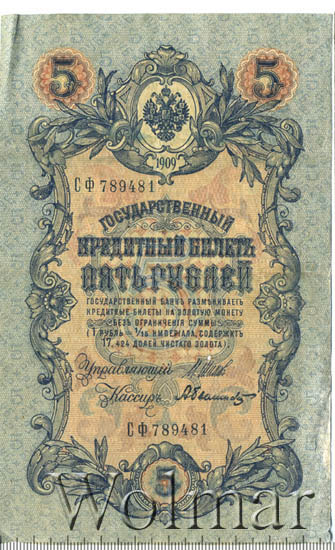 5 5
1909
СФ 789481
ГОСУДАРСТВЕННЫЙ
КРЕДИТНЫЙ БИЛЕТЪ
ПЯТЬ РУБЛЕЙ
ГОСУДАРСТВЕННЫЙ БАНКЪ РАЗМѢНИВАЕТЪ
КРЕДИТНЫЕ БИЛЕТЫ НА ЗОЛОТУЮ МОНЕТУ
БЕЗЪ ОГРАНИЧЕНІЯ СУММЫ
(1 РУБЛЬ = 1/15 ИМПЕРІАЛА, СОДЕРЖИТЪ
17,424 ДОЛЕЙ ЧИСТАГО ЗОЛОТА).
Управляющій
Кассиръ
СФ 789481
5
Wolmar